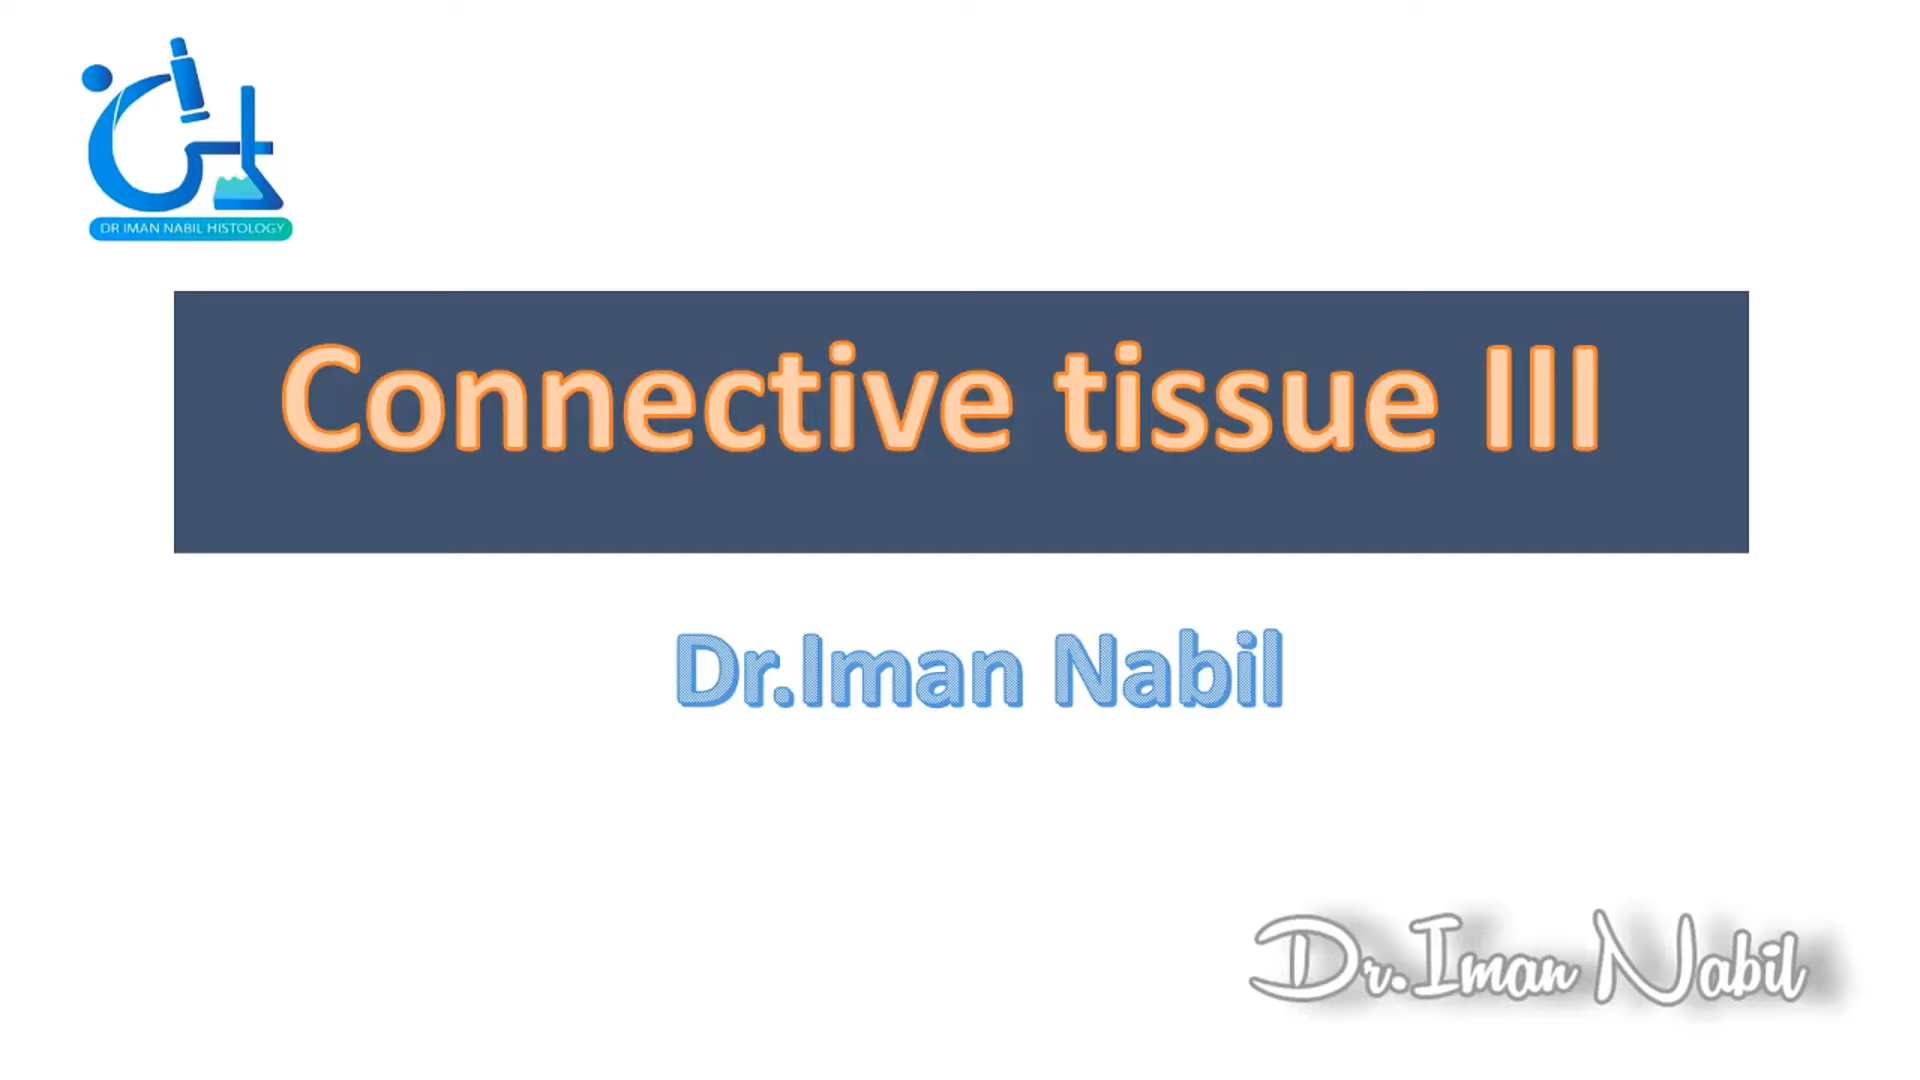 DR IMAN NABIL HISTOLOGY
Connective tissue III
Dr.Iman Nabil
Dr.Iman Nabil